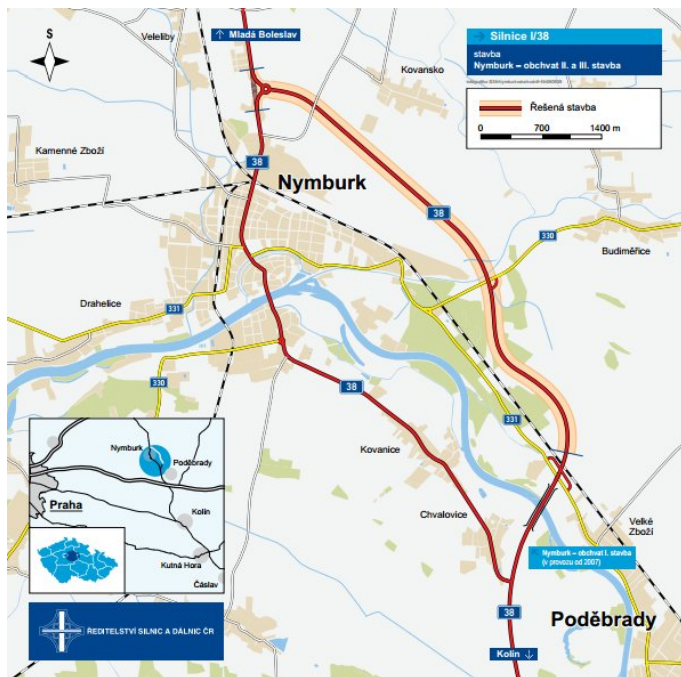 Veleliby
↑ Mladá Boleslav
→ Silnice I/38
stavba
Nymburk – obchvat II. a III. stavba
S
Kovansko
Řešená stavba
0 700 1400 m
Kamenné Zboží
38
Nymburk
38
330
Budiměřice
Drahelice
331
330
38
331
Kovanice
Chvalovice
Velké
Zboží
Nymburk – obchvat I. stavba
(v provozu od 2007)
38
Poděbrady
Kolín ↓
Nymburk
Poděbrady
Praha
Kolín
Kutná Hora
Čáslav
ŘEDITELSTVÍ SILNIC A DÁLNIC ČR